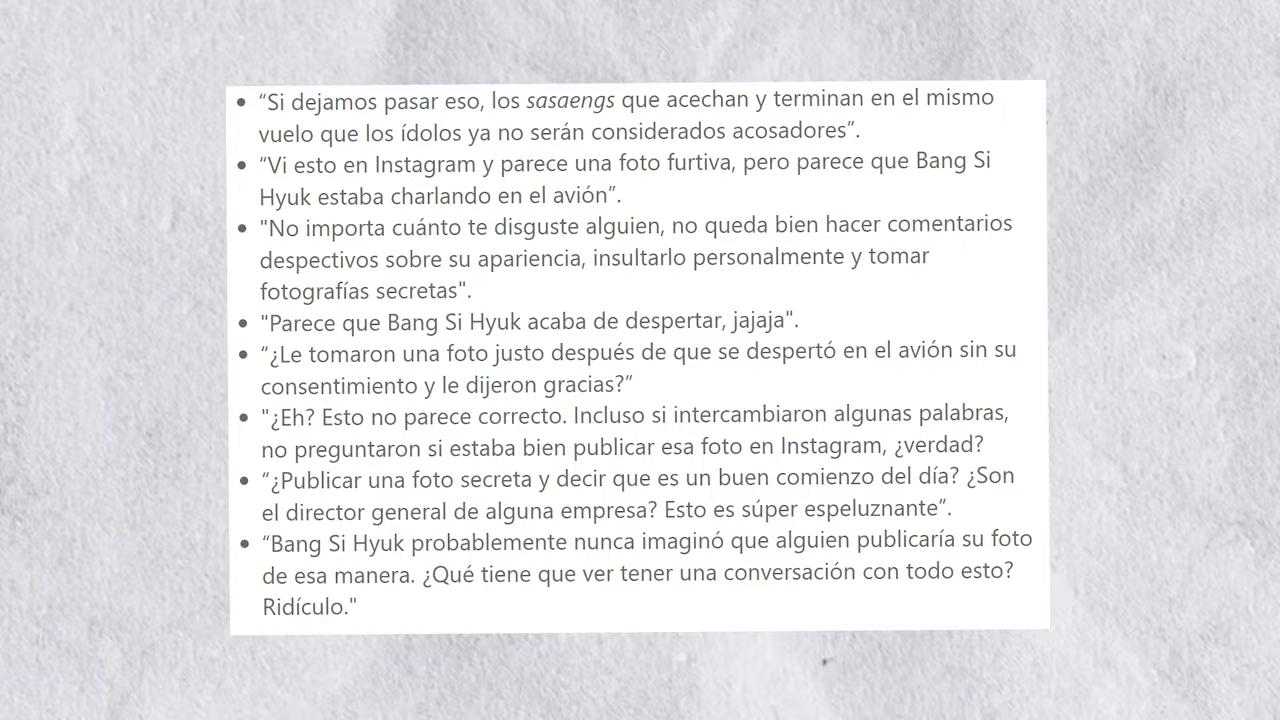 • “Si dejamos pasar eso, los sasaengs que acechan y terminan en el mismo
vuelo que los ídolos ya no serán considerados acosadores”.
• “Vi esto en Instagram y parece una foto furtiva, pero parece que Bang Si
Hyuk estaba charlando en el avión”.
• "No importa cuánto te disguste alguien, no queda bien hacer comentarios
despectivos sobre su apariencia, insultarlo personalmente y tomar
fotografías secretas".
• "Parece que Bang Si Hyuk acaba de despertar, jajaja".
• “¿Le tomaron una foto justo después de que se despertó en el avión sin su
consentimiento y le dijeron gracias?”
• "¿Eh? Esto no parece correcto. Incluso si intercambiaron algunas palabras,
no preguntaron si estaba bien publicar esa foto en Instagram, ¿verdad?
• “¿Publicar una foto secreta y decir que es un buen comienzo del día? ¿Son
el director general de alguna empresa? Esto es súper espeluznante”.
• “Bang Si Hyuk probablemente nunca imaginó que alguien publicaría su foto
de esa manera. ¿Qué tiene que ver tener una conversación con todo esto?
Ridículo."